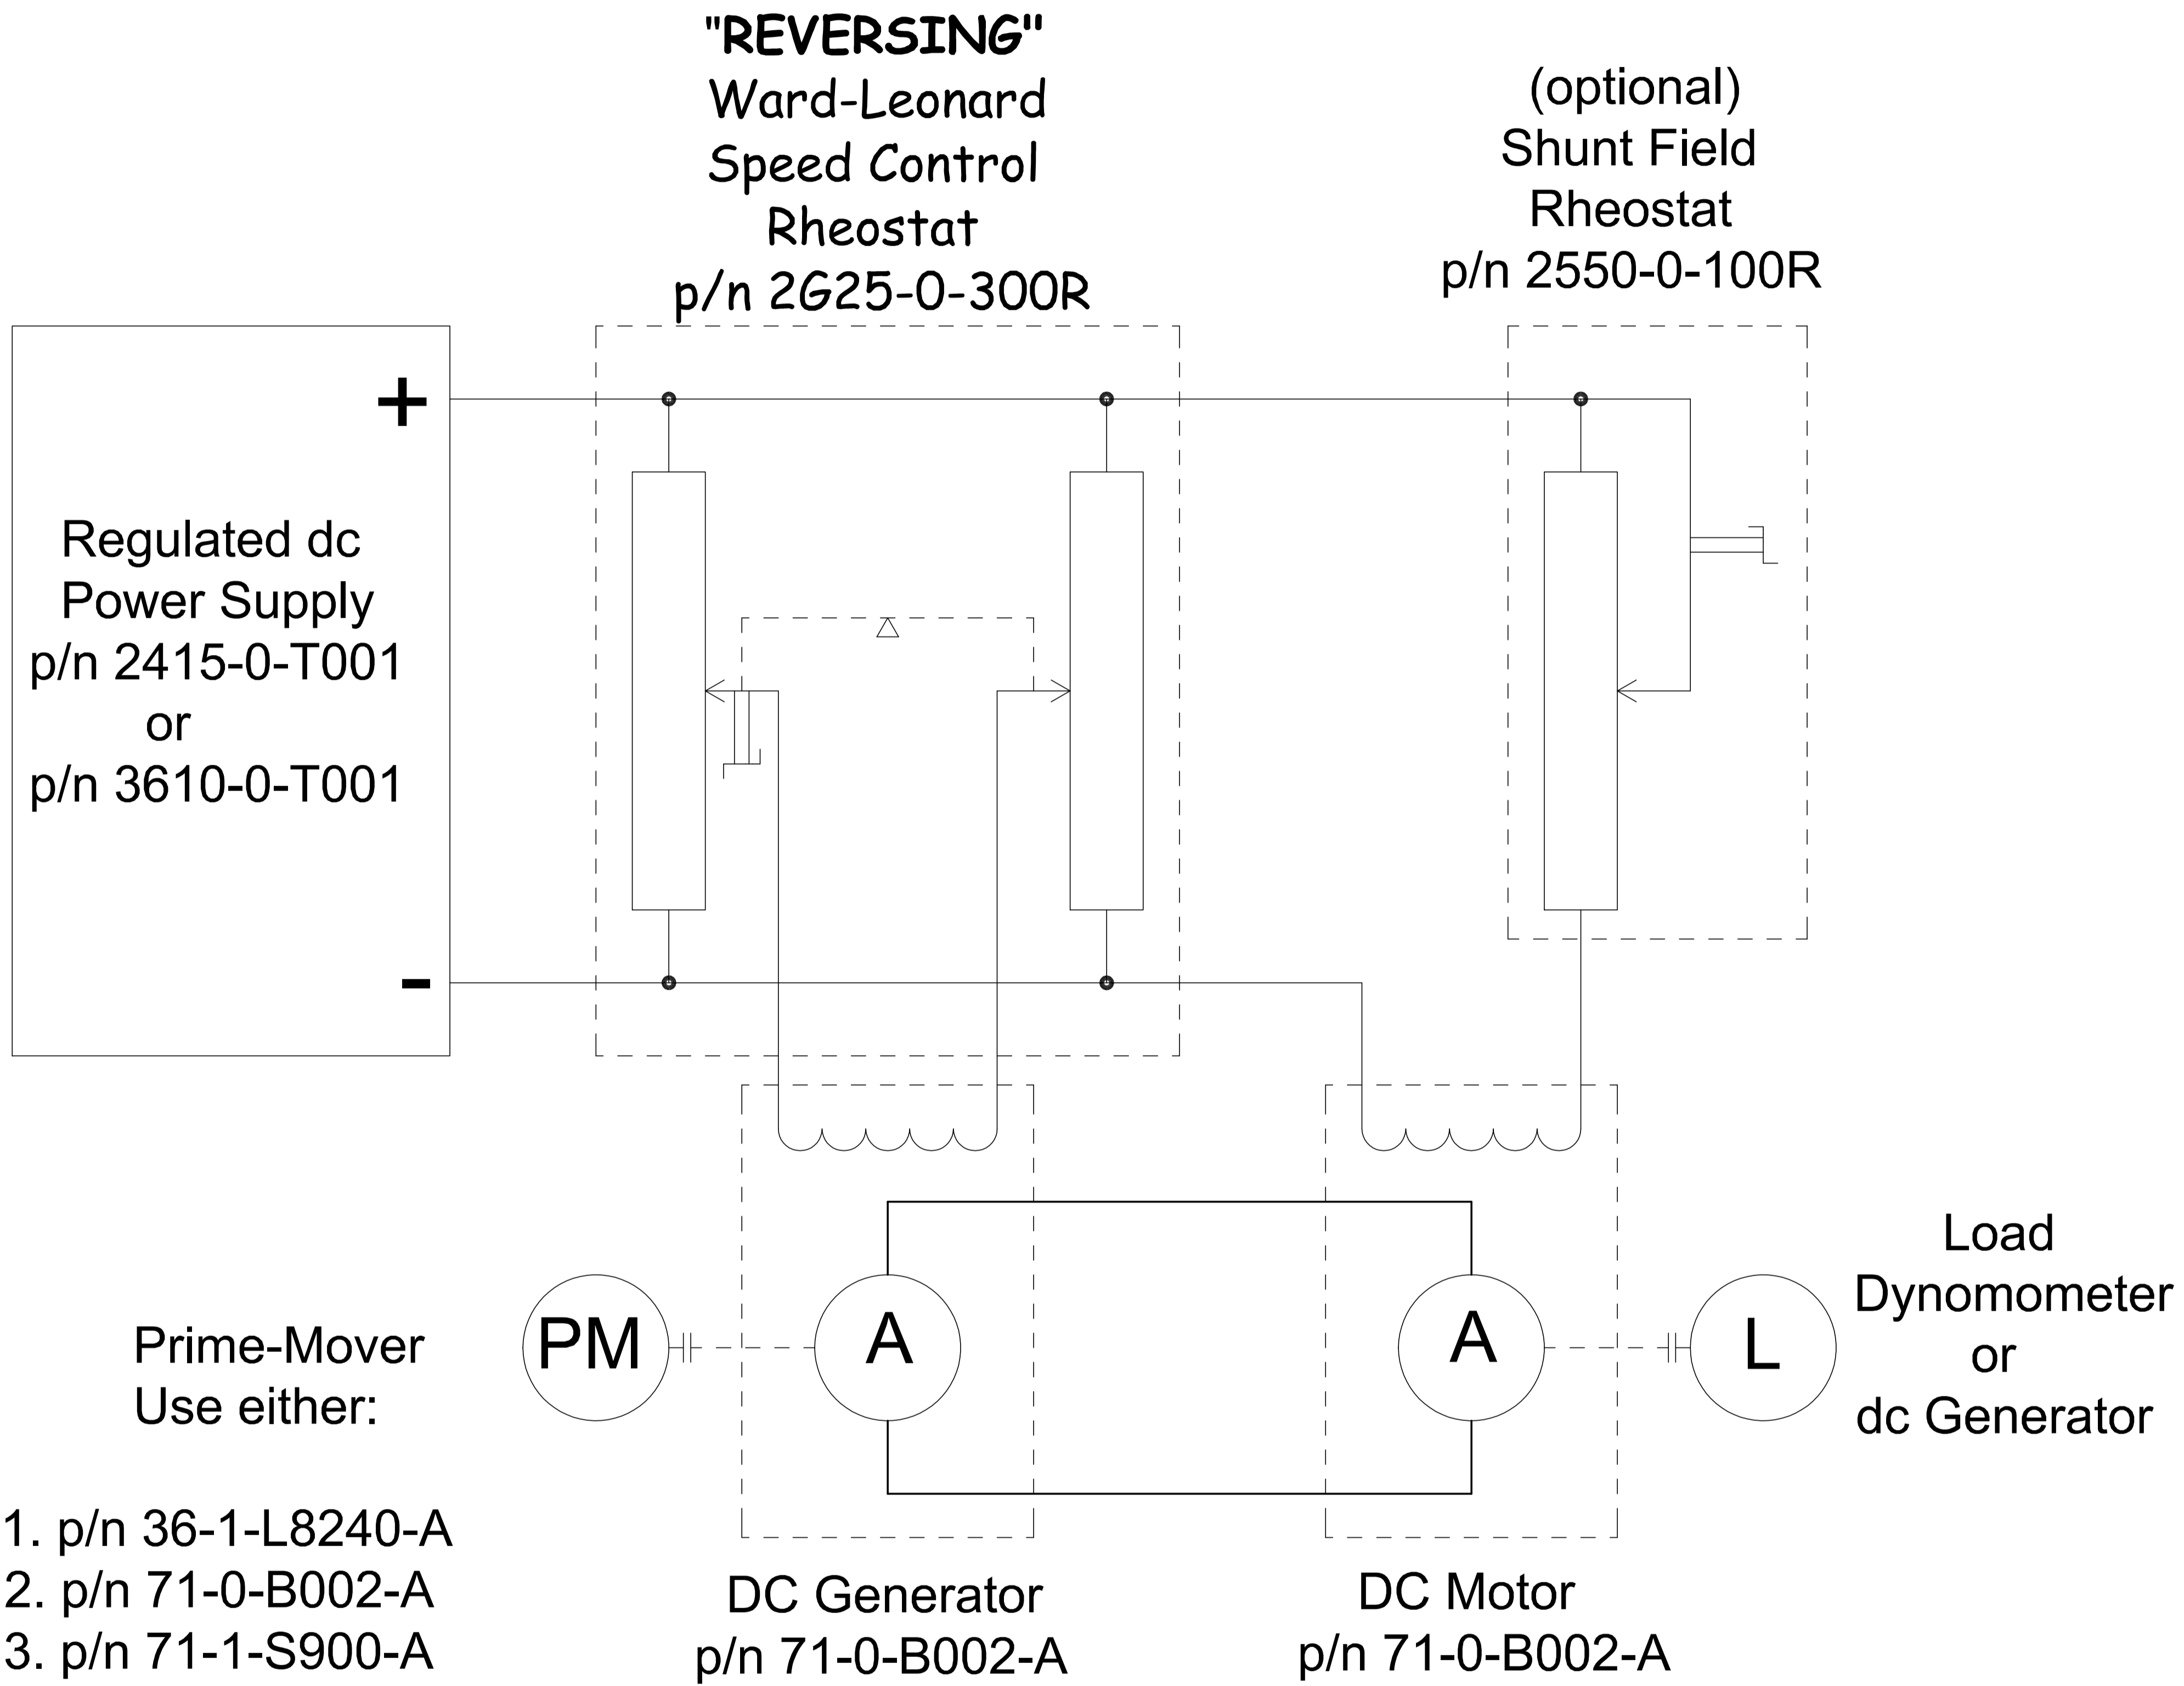 "REVERSING"
Ward-Leonard
Speed Control
Rheostat
p/n 2G25-0-300R
(optional)
Shunt Field
Rheostat
p/n 2550-0-100R
+
Regulated dc
Power Supply
p/n 2415-0-T001
or
p/n 3610-0-T001
-
Prime-Mover
Use either:
1. p/n 36-1-L8240-A
2. p/n 71-0-B002-A
3. p/n 71-1-S900-A
PM
A
A
L
Load
Dynomometer
or
dc Generator
DC Generator
p/n 71-0-B002-A
DC Motor
p/n 71-0-B002-A